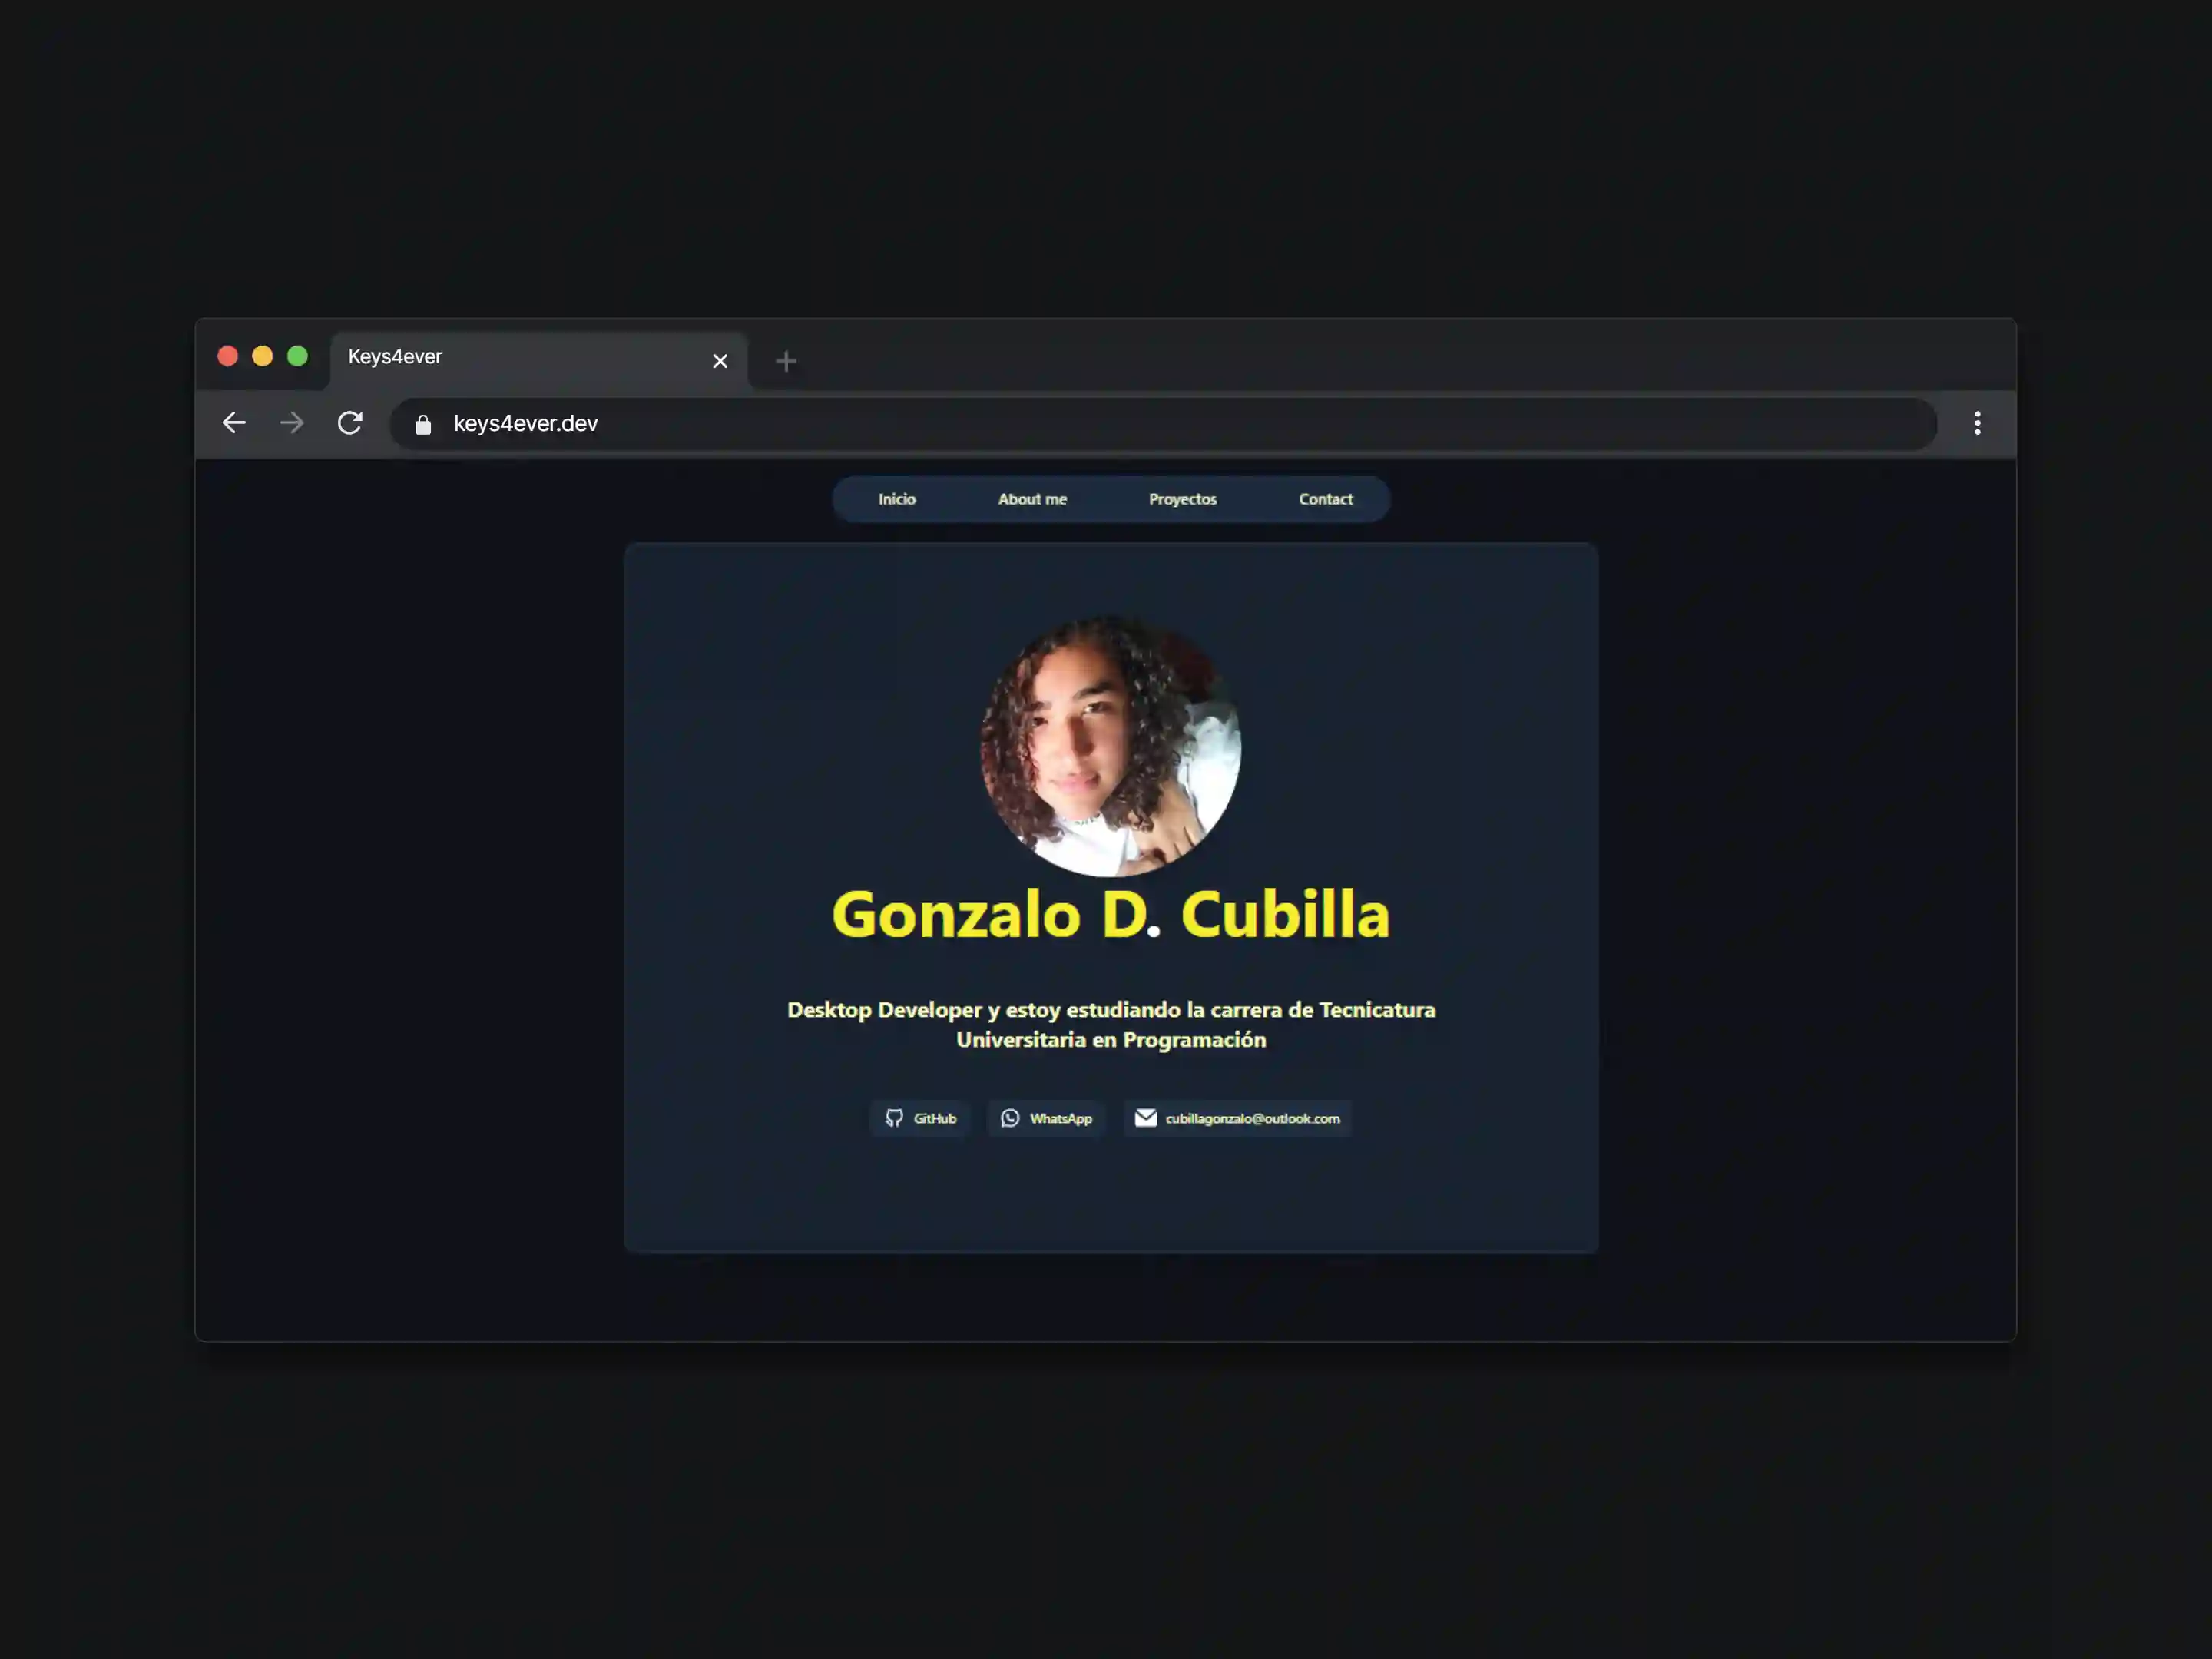 Keys4ever
keys4ever.dev
Inicio
About me
Proyectos
Contact
Gonzalo D. Cubilla
Desktop Developer y estoy estudiando la carrera de Tecnicatura
Universitaria en Programación
GitHub
WhatsApp
cubillagonzalo@outlook.com